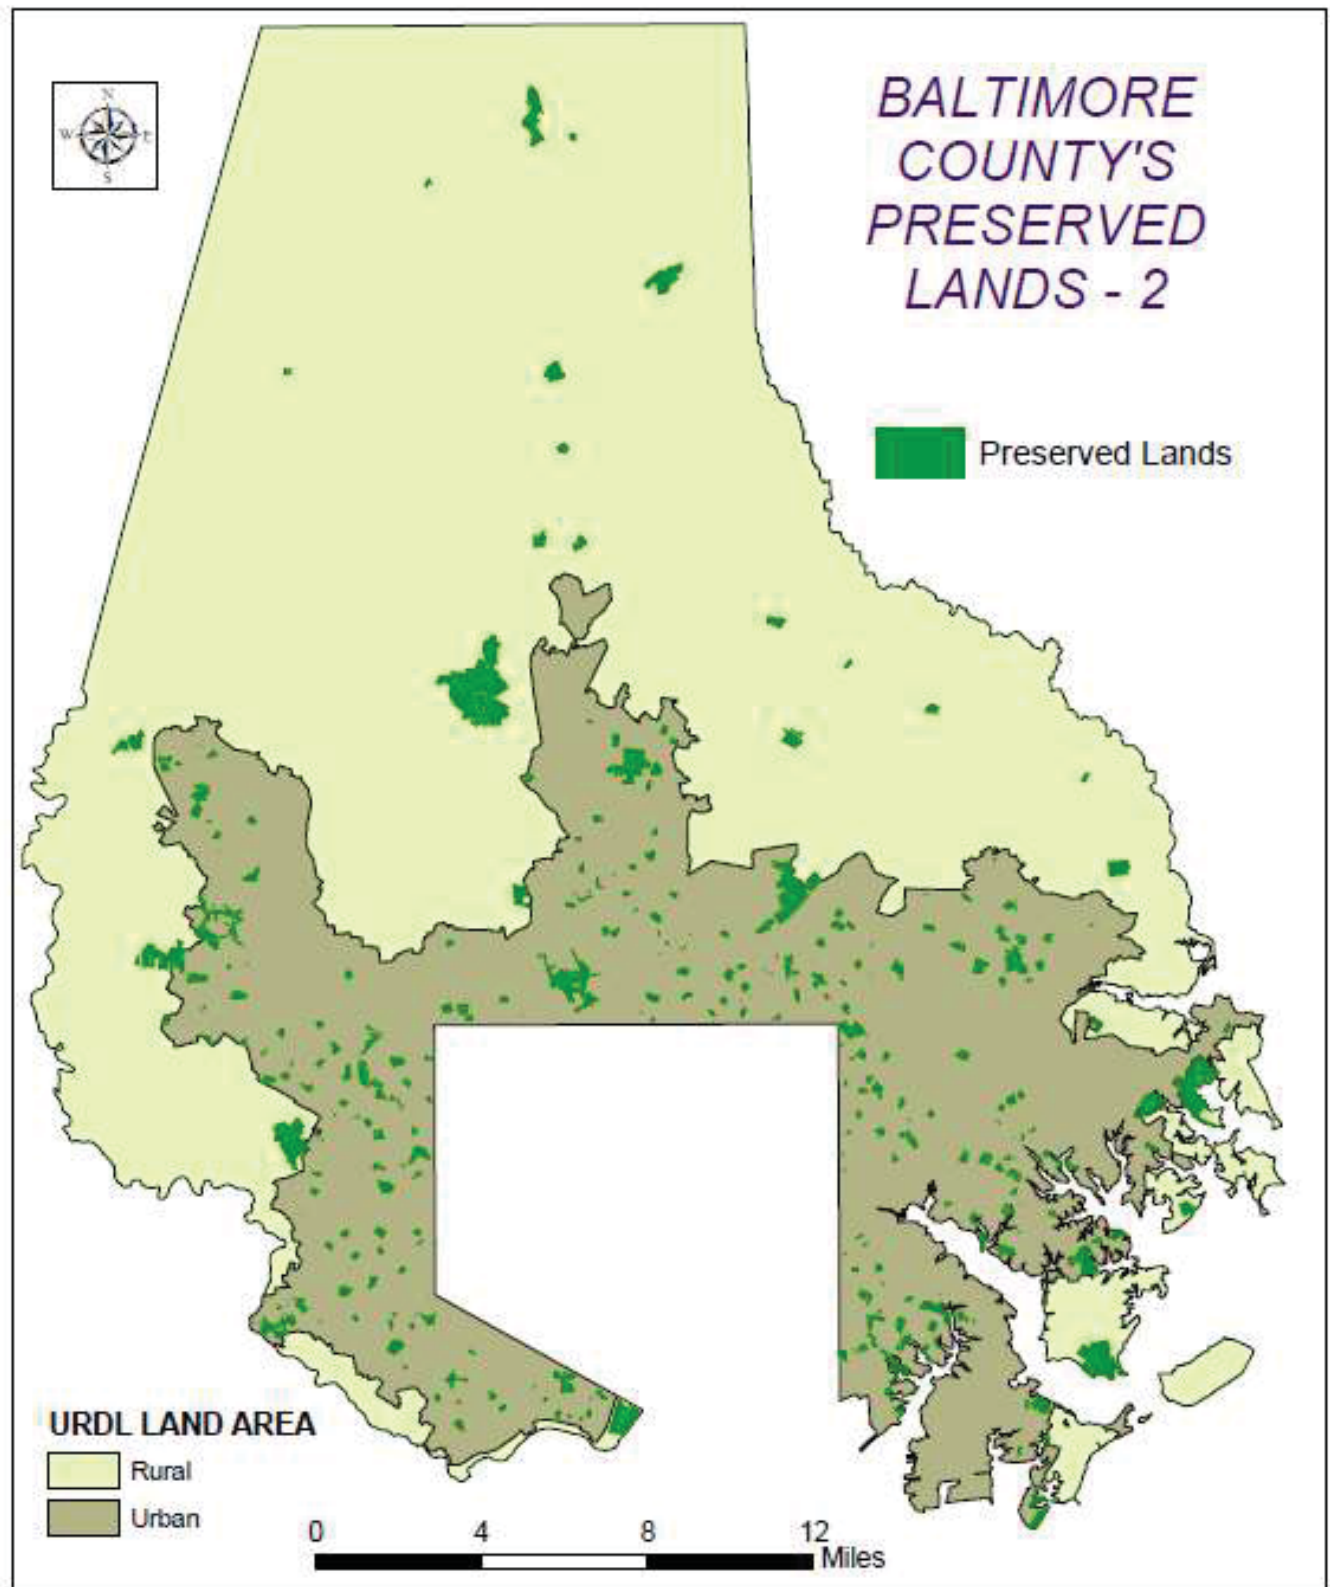 N
W E
S
BALTIMORE
COUNTY'S
PRESERVED
LANDS - 2
Preserved Lands
URDL LAND AREA
Rural
Urban
0 4 8 12
Miles